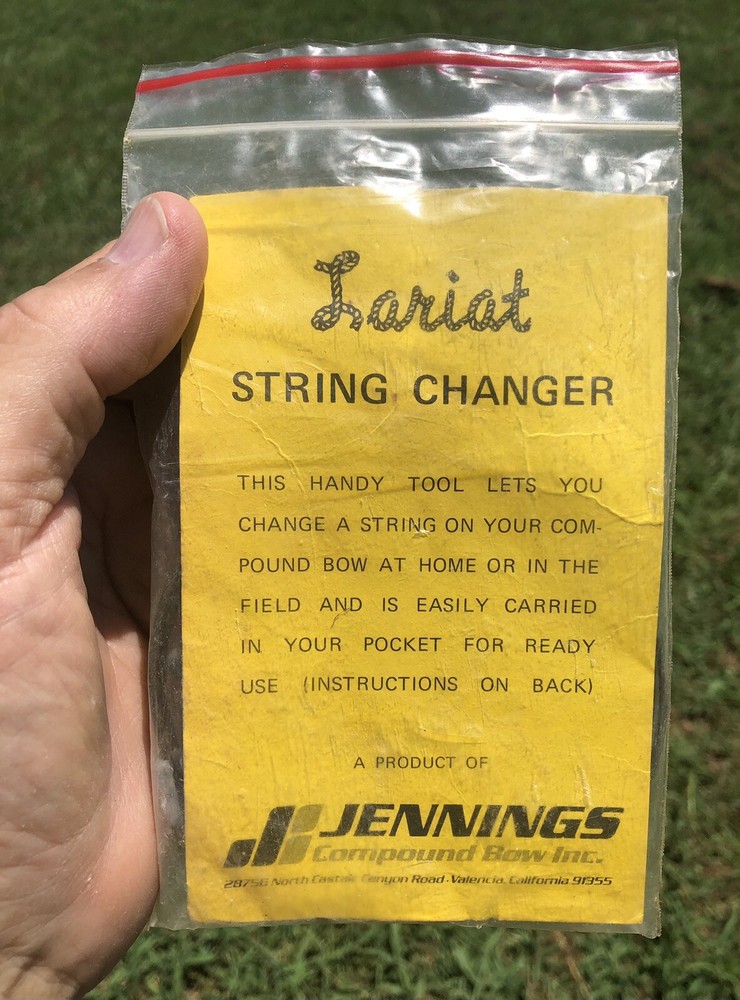 Lariat
STRING CHANGER
THIS HANDY TOOL LETS YOU
CHANGE A STRING ON YOUR COM-
POUND BOW AT HOME OR IN THE
FIELD AND IS EASILY CARRIED
IN YOUR POCKET FOR READY
USE (INSTRUCTIONS ON BACK)
A PRODUCT OF
JENNINGS
Compound Bow Inc.
28756 North Castaic Canyon Road · Valencia, California 91355